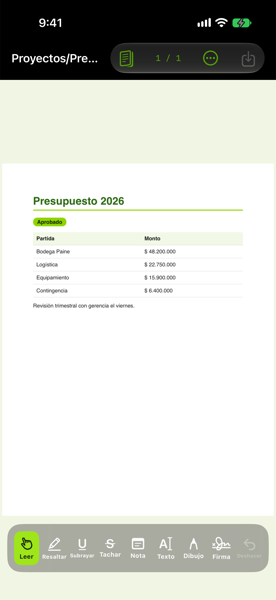 9:41
Proyectos/Pre...
1 / 1
Presupuesto 2026
Aprobado
Partida Monto
Bodega Paine $ 48.200.000
Logística $ 22.750.000
Equipamiento $ 15.900.000
Contingencia $ 6.400.000
Revisión trimestral con gerencia el viernes.
Leer Resaltar Subrayar Tachar Nota Texto Dibujo Firma